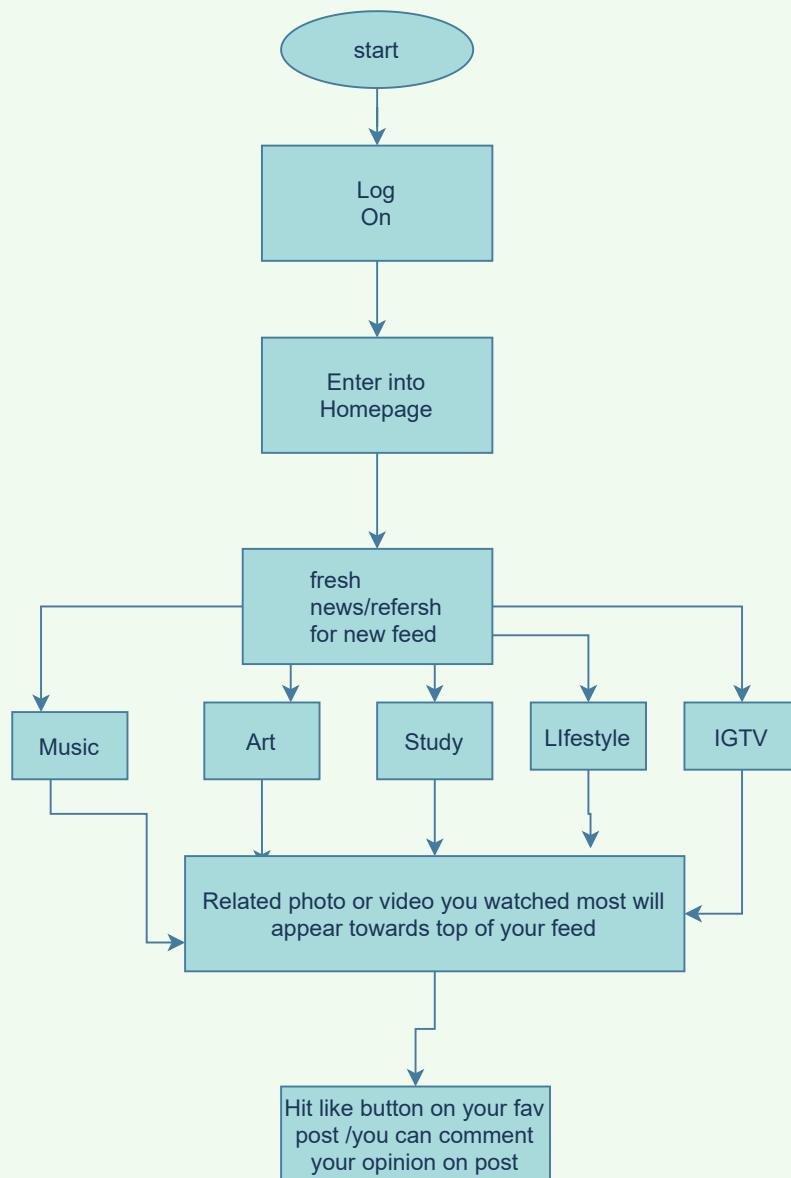 start
Log
On
Enter into
Homepage
fresh
news/refersh
for new feed
Music
Art
Study
LIfestyle
IGTV
Related photo or video you watched most will
appear towards top of your feed
Hit like button on your fav
post /you can comment
your opinion on post